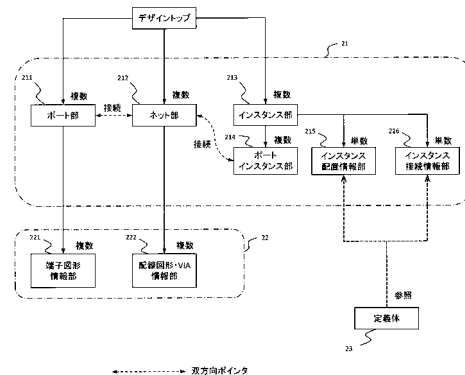 デザイントップ
21
211
複数
212
複数
213
複数
ポート部
接続
ネット部
インスタンス部
接続
214
複数
215
単数
226
単数
ポート
インスタンス部
インスタンス
配置情報部
インスタンス
接続情報部
221
複数
222
複数
22
端子図形
情報部
配線図形・VIA
情報部
参照
定義体
23
双方向ポインタ